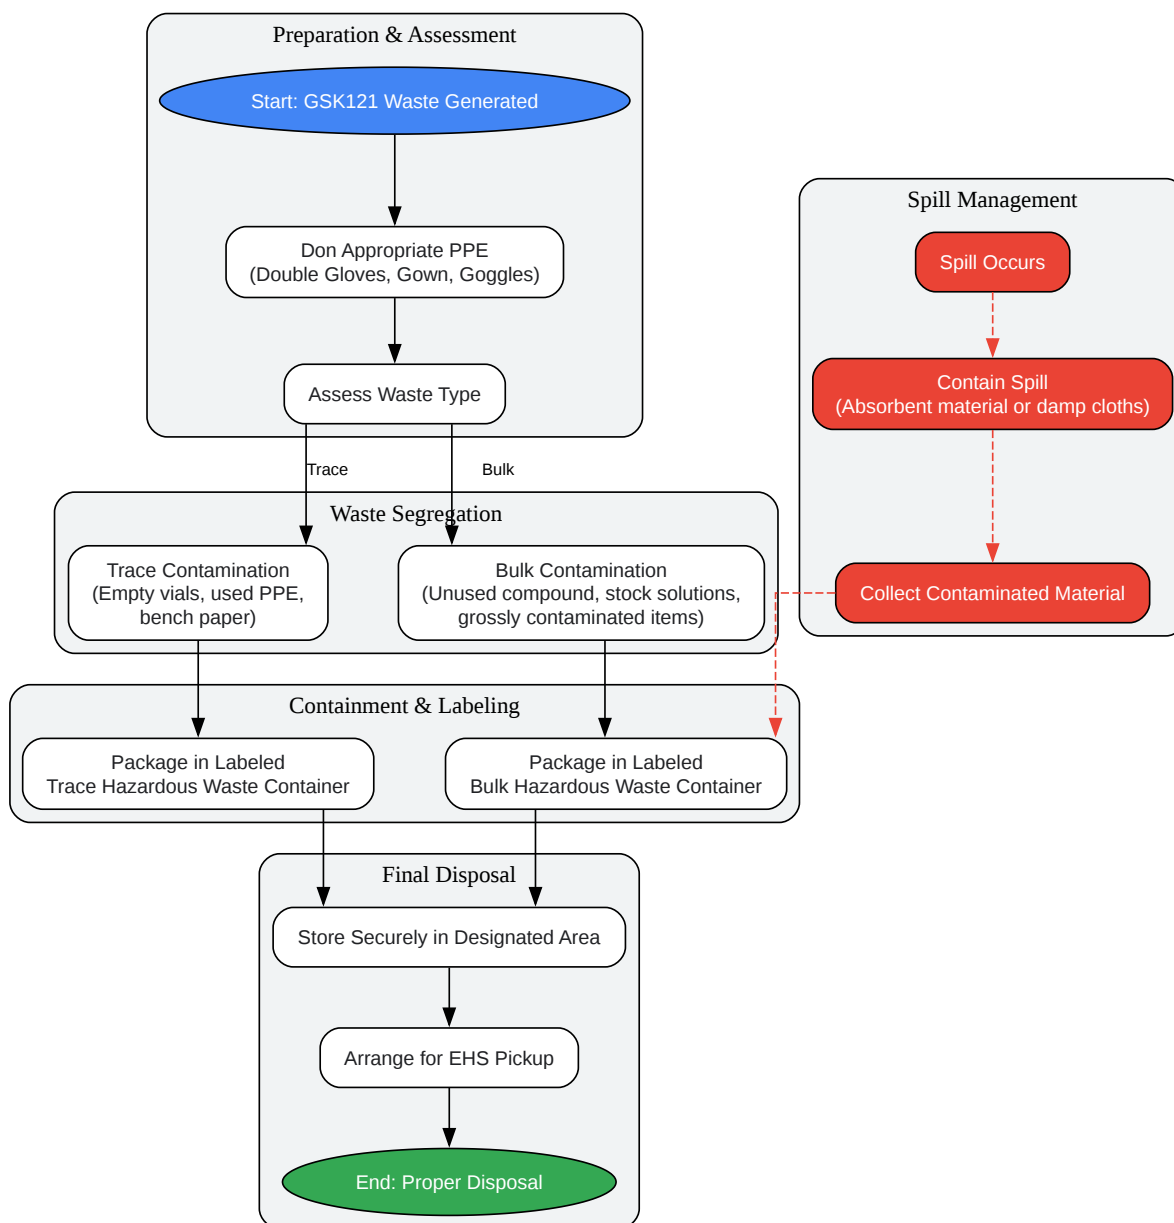 Preparation & Assessment
Start: GSK121 Waste Generated
Don Appropriate PPE
(Double Gloves, Gown, Goggles)
Assess Waste Type
Trace
Bulk
Waste Segregation
Trace Contamination
(Empty vials, used PPE,
bench paper)
Bulk Contamination
(Unused compound, stock solutions,
grossly contaminated items)
Containment & Labeling
Package in Labeled
Trace Hazardous Waste Container
Package in Labeled
Bulk Hazardous Waste Container
Final Disposal
Store Securely in Designated Area
Arrange for EHS Pickup
End: Proper Disposal
Spill Management
Spill Occurs
Contain Spill
(Absorbent material or damp cloths)
Collect Contaminated Material